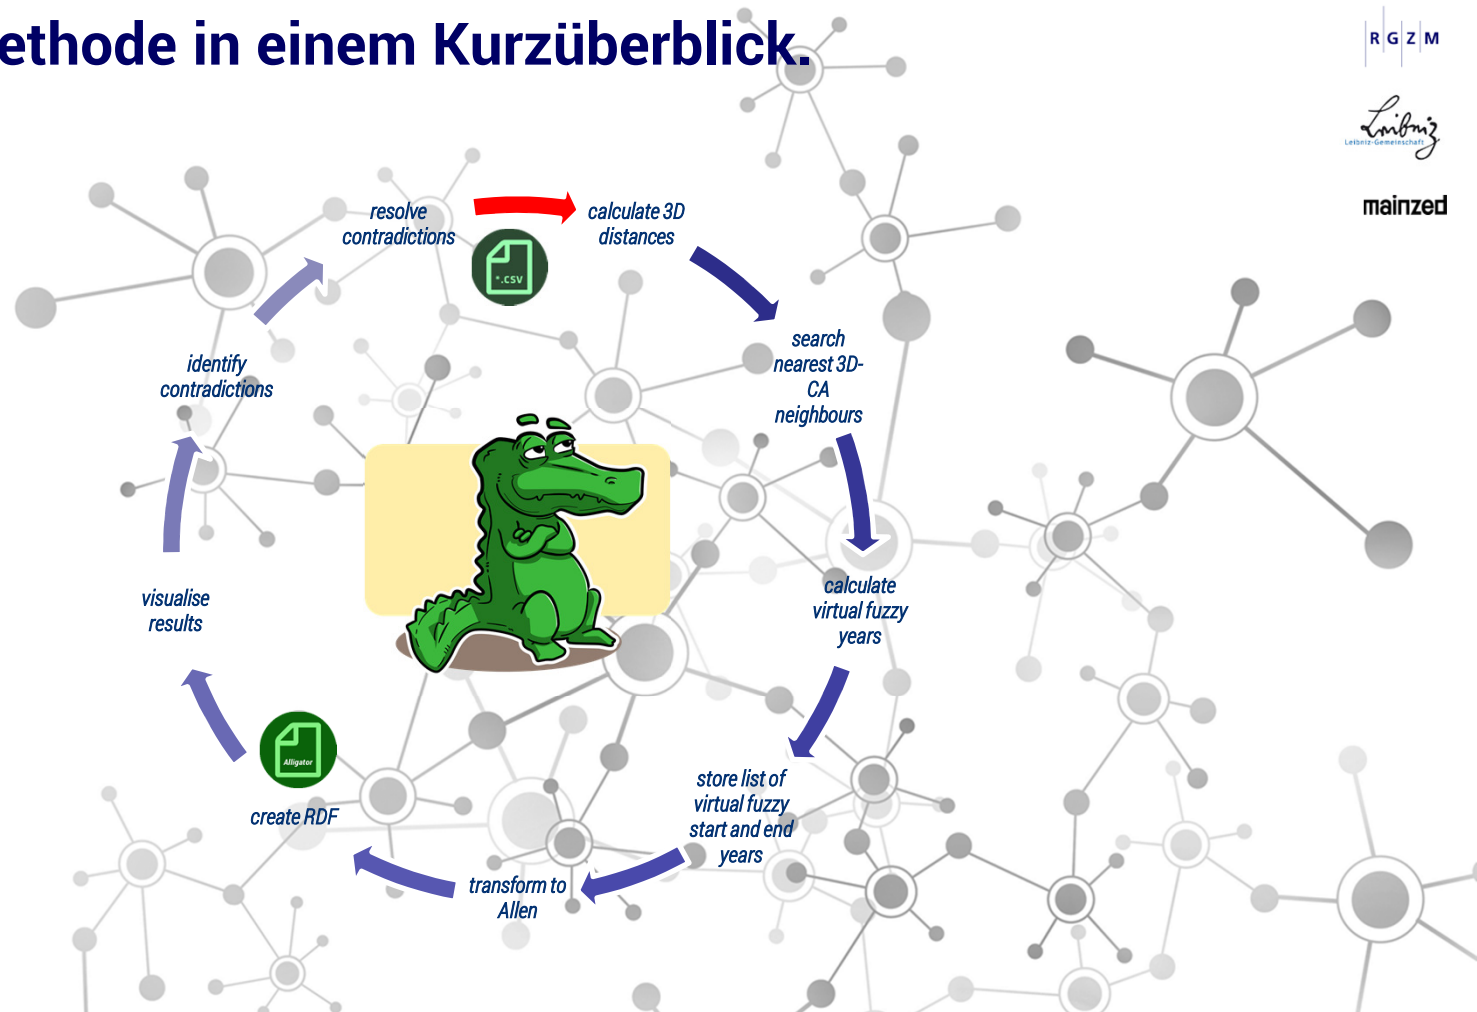 ethode in einem Kurzüberblick.
R G Z M
Leibniz
Leibniz-Gemeinschaft
mainzed
resolve
contradictions
calculate 3D
distances
*.csv
search
nearest 3D-
CA
neighbours
identify
contradictions
calculate
virtual fuzzy
years
visualise
results
Alligator
store list of
virtual fuzzy
start and end
years
create RDF
transform to
Allen